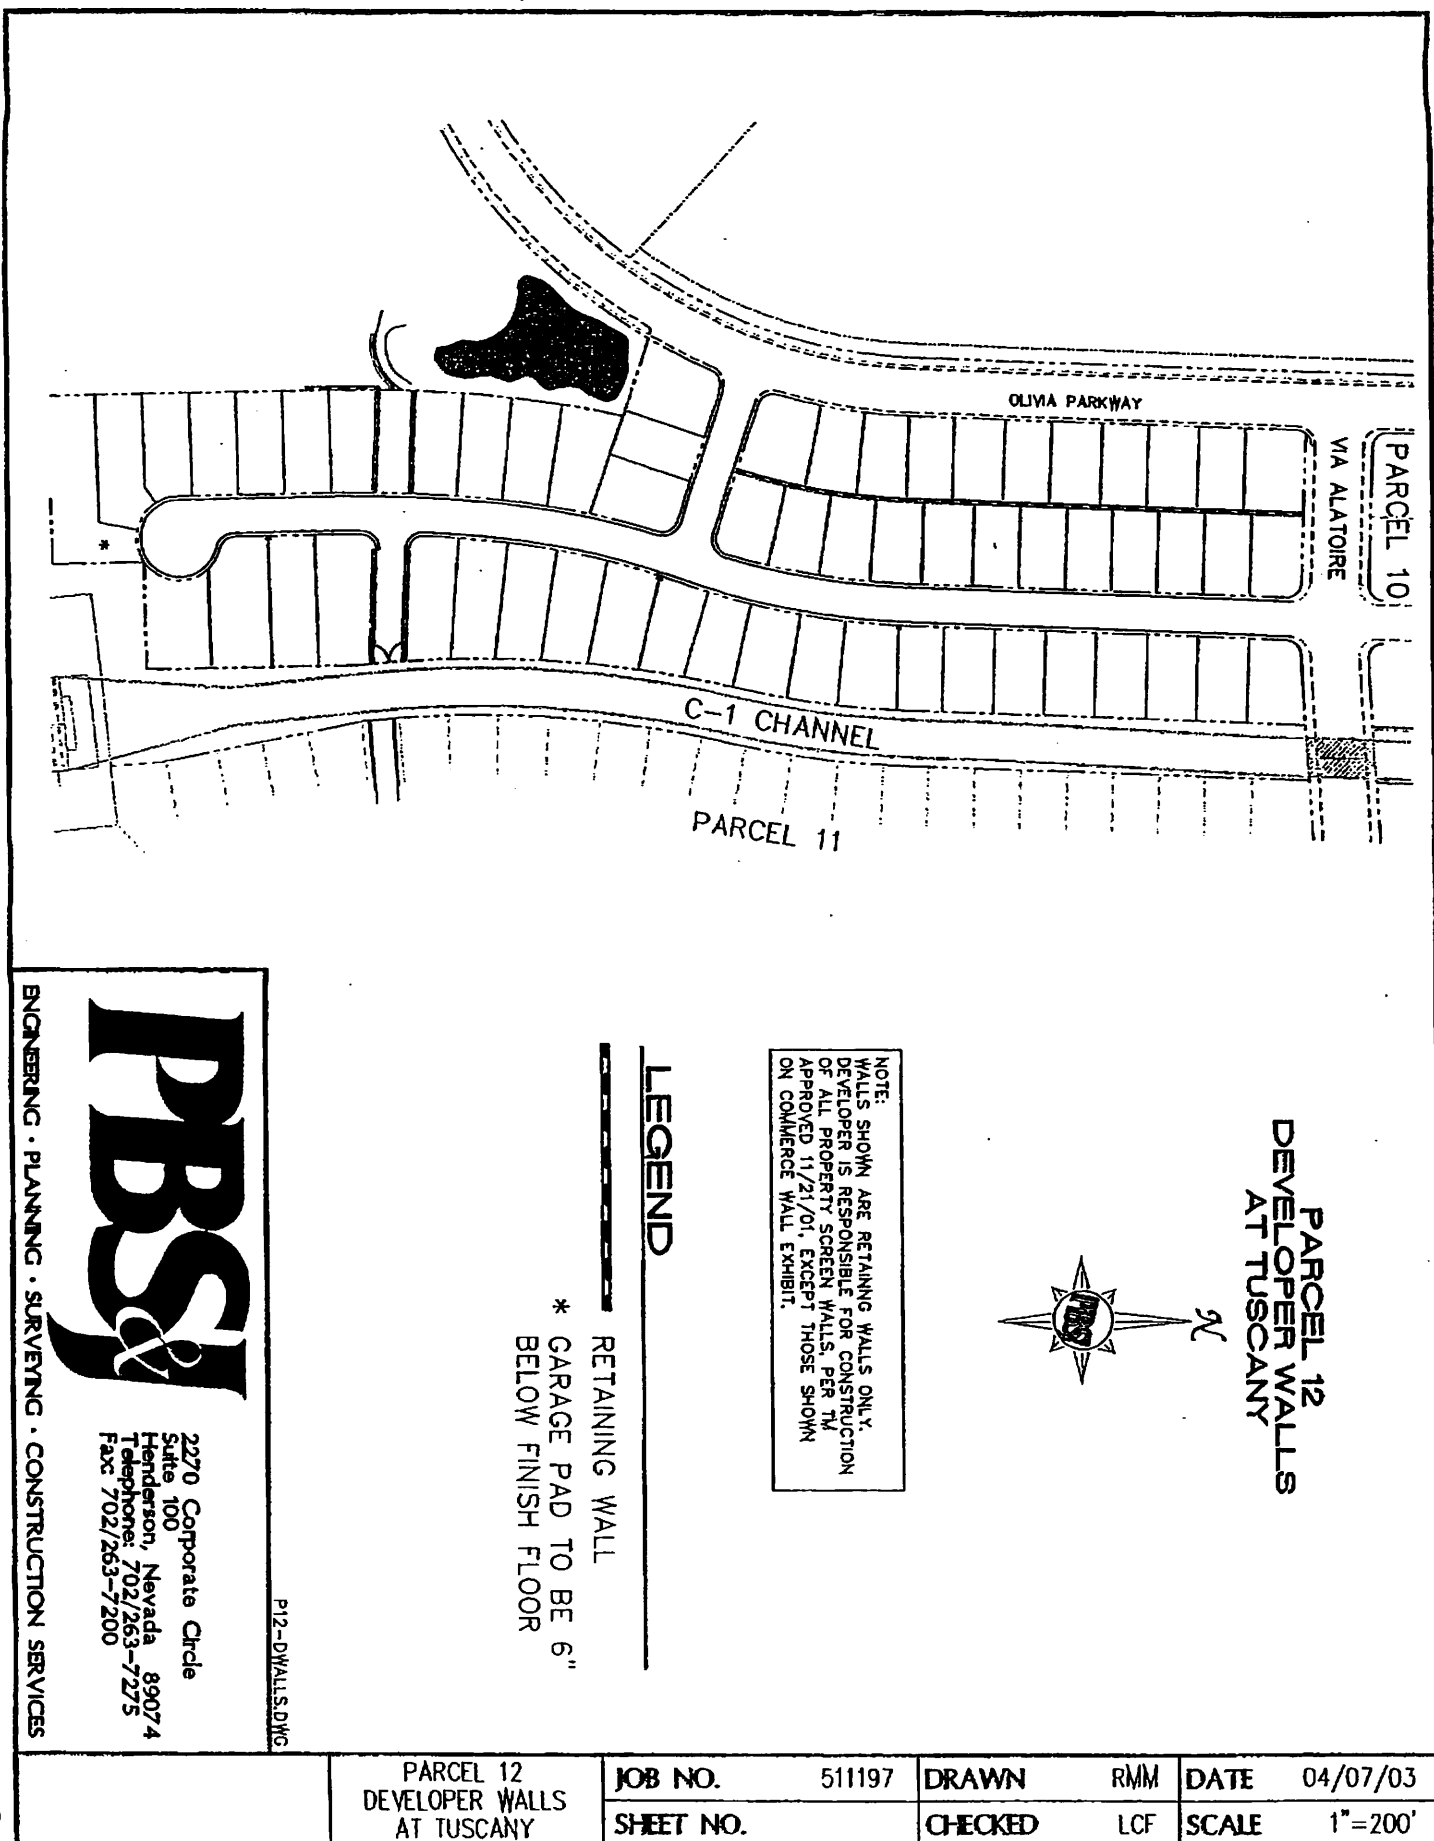 OLIVIA PARKWAY
VIA ALATOIRE
PARCEL 10
C-1 CHANNEL
PARCEL 11
*
PARCEL 12
DEVELOPER WALLS
AT TUSCANY
N
PBSJ
NOTE:
WALLS SHOWN ARE RETAINING WALLS ONLY.
DEVELOPER IS RESPONSIBLE FOR CONSTRUCTION
OF ALL PROPERTY SCREEN WALLS, PER TM
APPROVED 11/21/01, EXCEPT THOSE SHOWN
ON COMMERCE WALL EXHIBIT.
LEGEND
RETAINING WALL
* GARAGE PAD TO BE 6"
BELOW FINISH FLOOR
P12-DWALLS.DWG
PBS&J
2270 Corporate Circle
Suite 100
Henderson, Nevada 89074
Telephone: 702/263-7275
Fax: 702/263-7200
ENGINEERING • PLANNING • SURVEYING • CONSTRUCTION SERVICES
PARCEL 12
DEVELOPER WALLS
AT TUSCANY
JOB NO. 511197
SHEET NO.
DRAWN RMM
CHECKED LCF
DATE 04/07/03
SCALE 1"=200'